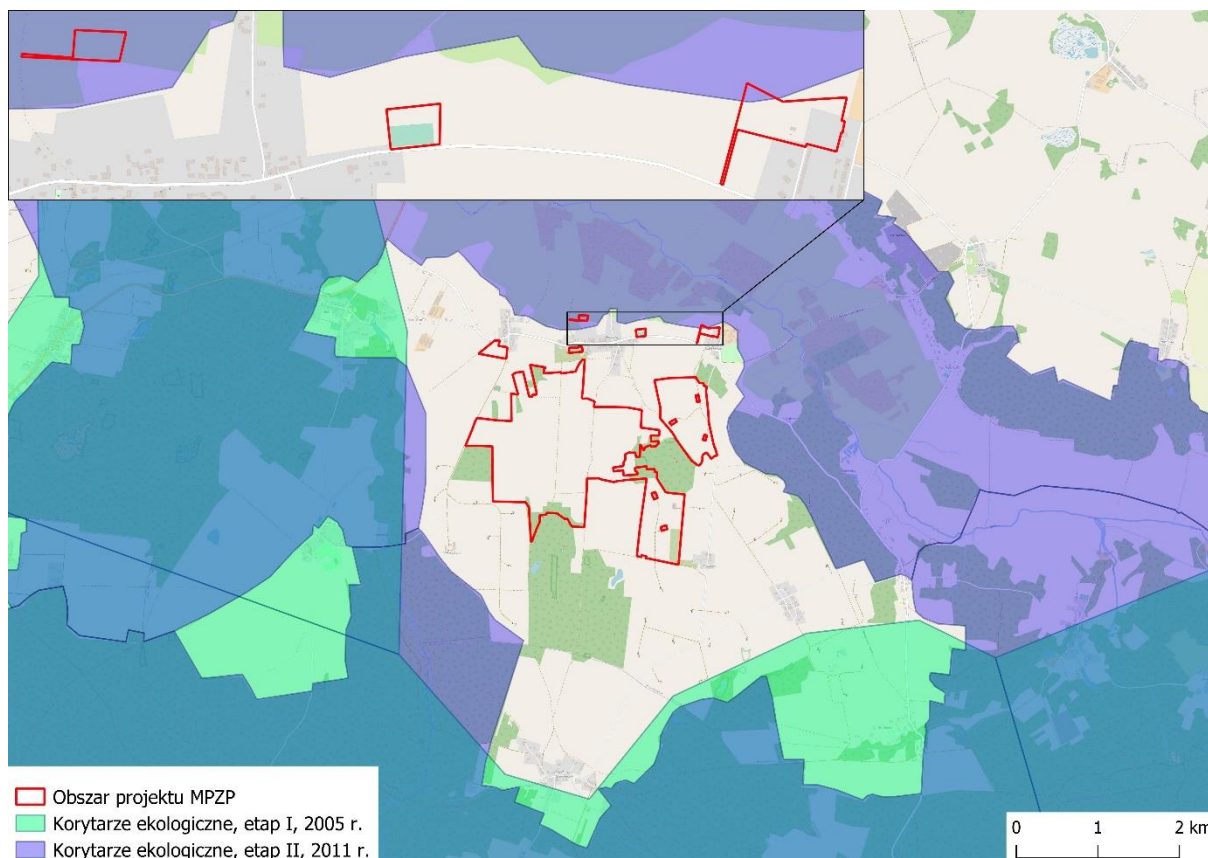 Obszar projektu MPZP
Korytarze ekologiczne, etap I, 2005 r.
Korytarze ekologiczne, etap II, 2011 r.
0 1 2 km